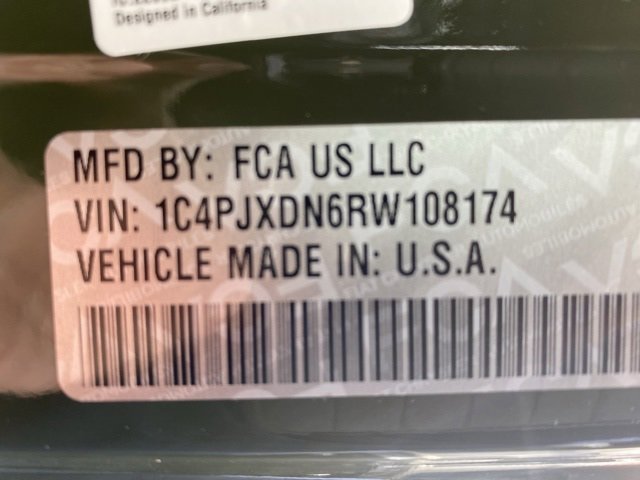 Designed in California
MFD BY: FCA US LLC
VIN: 1C4PJXDN6RW108174
VEHICLE MADE IN: U.S.A.